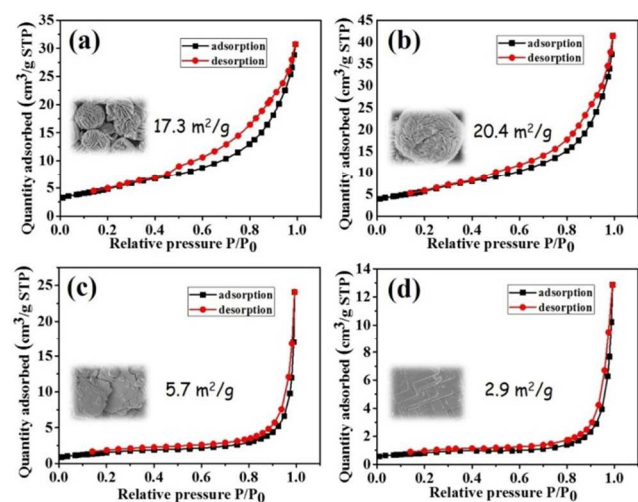 (a)
adsorption
desorption
17.3 m²/g
Quantity adsorbed (cm³/g STP)
35
30
25
20
15
10
5
0
0.0 0.2 0.4 0.6 0.8 1.0
Relative pressure P/P₀
(b)
adsorption
desorption
20.4 m²/g
Quantity adsorbed (cm³/g STP)
45
40
35
30
25
20
15
10
5
0
0.0 0.2 0.4 0.6 0.8 1.0
Relative pressure P/P₀
(c)
adsorption
desorption
5.7 m²/g
Quantity adsorbed (cm³/g STP)
25
20
15
10
5
0
0.0 0.2 0.4 0.6 0.8 1.0
Relative pressure P/P₀
(d)
adsorption
desorption
2.9 m²/g
Quantity adsorbed (cm³/g STP)
14
12
10
8
6
4
2
0
0.0 0.2 0.4 0.6 0.8 1.0
Relative pressure P/P₀